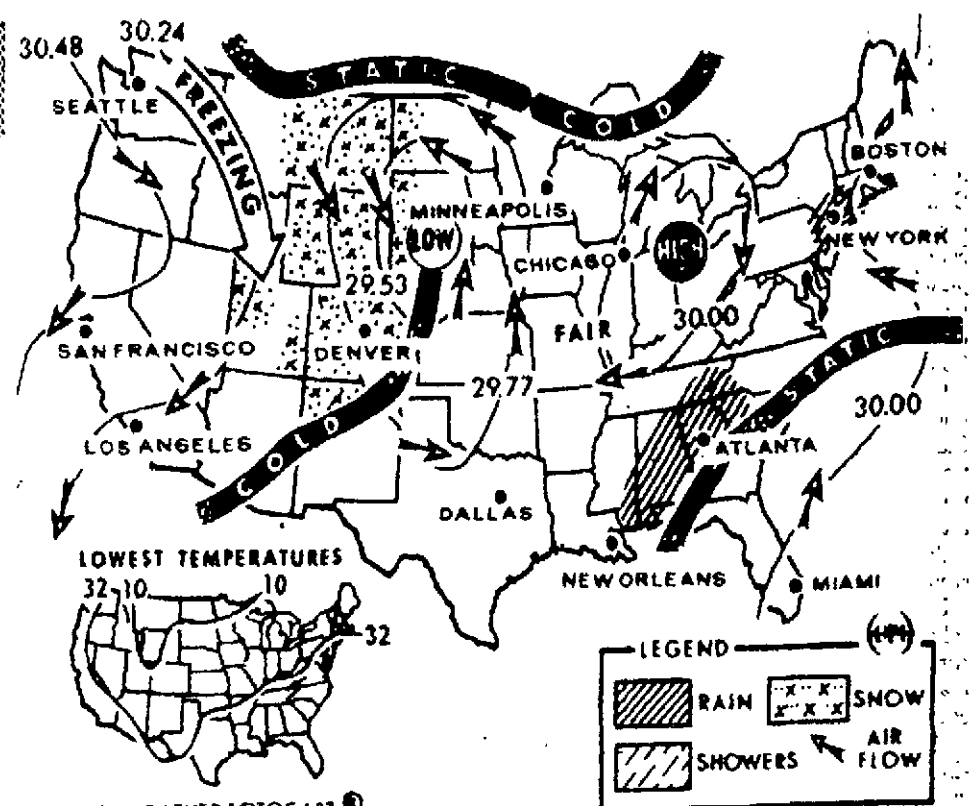 30.48
30.24
SEATTLE
FREEZING
STATIC
COLD
BOSTON
MINNEAPOLIS
LOW
NEW YORK
CHICAGO
HIGH
29.53
30.00
SAN FRANCISCO
DENVER
FAIR
STATIC
29.77
30.00
LOS ANGELES
COLD
ATLANTA
DALLAS
NEW ORLEANS
MIAMI
LOWEST TEMPERATURES
32
10
10
32
LEGEND
RAIN
SNOW
SHOWERS
AIR
FLOW